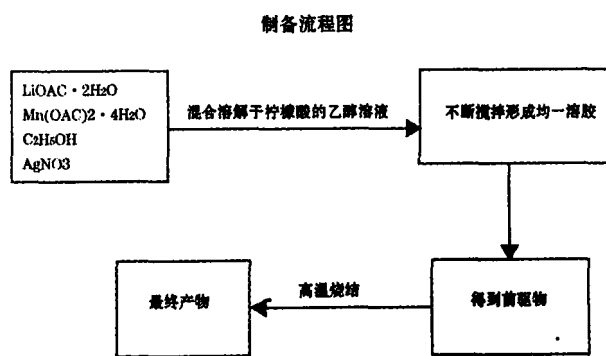 制备流程图
LiOAC·2H2O
Mn(OAC)2·4H2O
C2H5OH
AgNO3
混合溶解于柠檬酸的乙醇溶液
不断搅拌形成均一溶胶
最终产物
高温烧结
得到前驱物